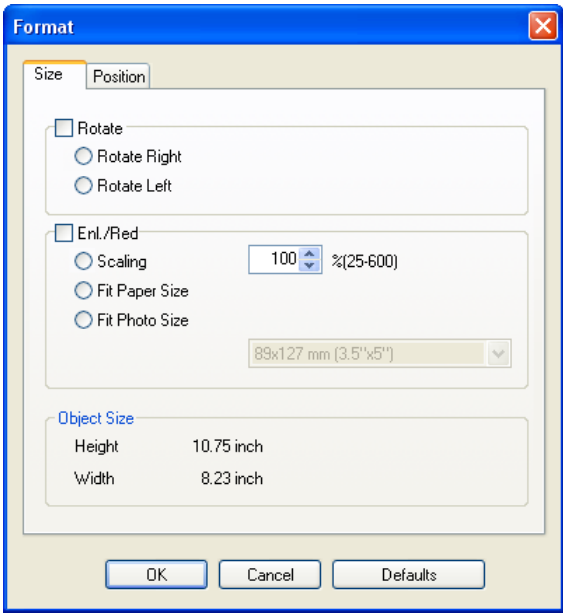 Format
Size Position
Rotate
Rotate Right
Rotate Left
Enl./Red
Scaling 100 %(25-600)
Fit Paper Size
Fit Photo Size
89x127 mm (3.5"x5")
Object Size
Height 10.75 inch
Width 8.23 inch
OK Cancel Defaults